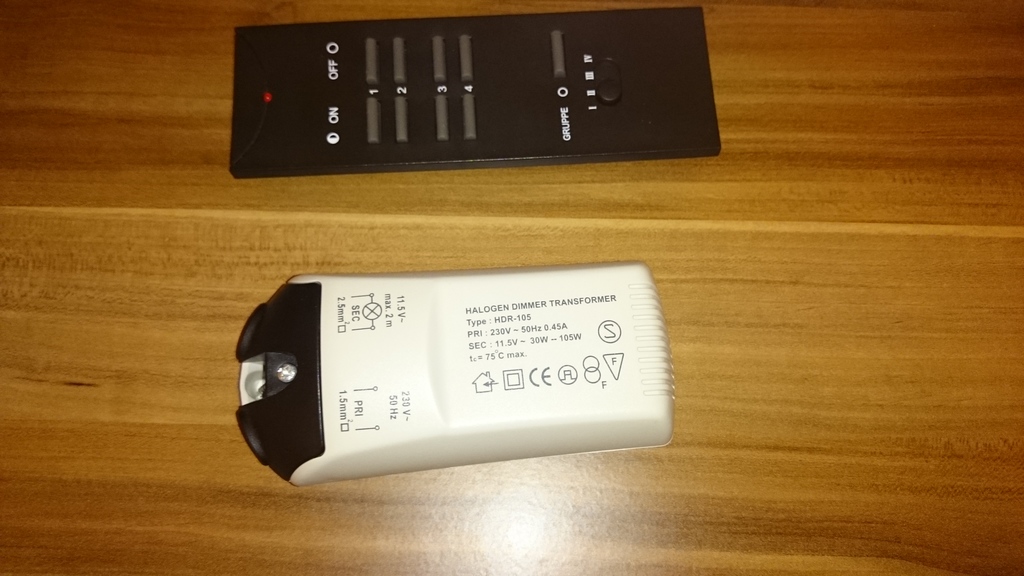 OFF
ON
1
2
3
4
GRUPPE
I II III IV
HALOGEN DIMMER TRANSFORMER
Type : HDR-105
PRI : 230V ~ 50Hz 0.45A
SEC : 11.5V ~ 30W -- 105W
tc = 75°C max.
S
CE
F
F
11.5V~
max. 2 m
SEC
2.5mm²
230 V~
50 Hz
PRI
1.5mm²